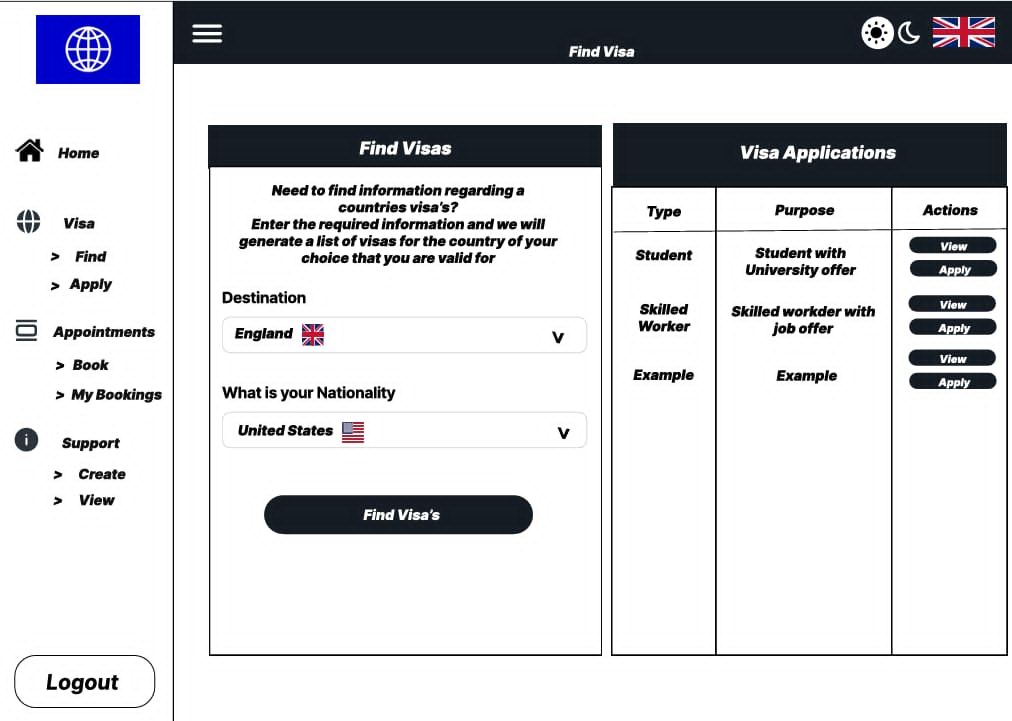 Find Visa
Home
Visa
> Find
> Apply
Appointments
> Book
> My Bookings
i
Support
> Create
> View
Logout
Find Visas
Need to find information regarding a
countries visa's?
Enter the required information and we will
generate a list of visas for the country of your
choice that you are valid for
Destination
England v
What is your Nationality
United States v
Find Visa's
Visa Applications
Type Purpose Actions
Student
Student with
University offer
View
Apply
Skilled
Worker
Skilled workder with
job offer
View
Apply
Example
Example
View
Apply